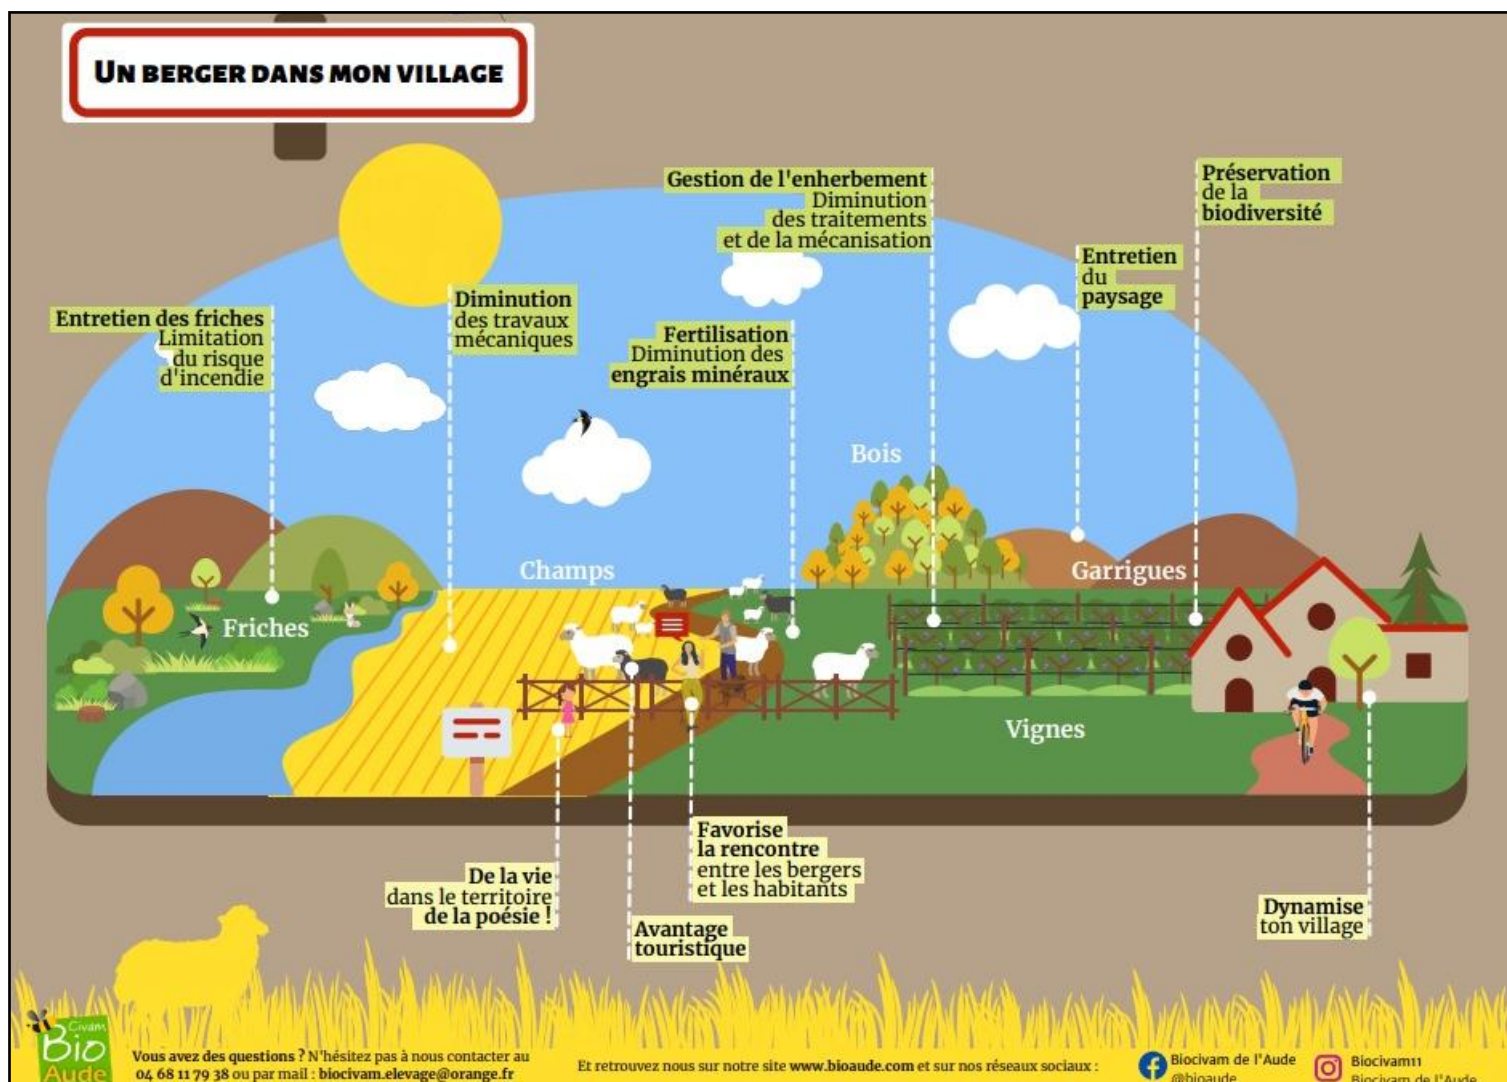 UN BERGER DANS MON VILLAGE
Gestion de l'enherbement
Diminution
des traitements
et de la mécanisation
Préservation
de la
biodiversité
Entretien
du
paysage
Entretien des friches
Limitation
du risque
d'incendie
Diminution
des travaux
mécaniques
Fertilisation
Diminution des
engrais minéraux
Bois
Champs
Garrigues
Friches
Vignes
De la vie
dans le territoire
de la poésie !
Avantage
touristique
Favorise
la rencontre
entre les bergers
et les habitants
Dynamise
ton village
Civam
Bio
Aude
Vous avez des questions ? N'hésitez pas à nous contacter au
04 68 11 79 38 ou par mail : biocivam.elevage@orange.fr
Et retrouvez nous sur notre site www.bioaude.com et sur nos réseaux sociaux :
Biocivam de l'Aude
@bioaude
Biocivam11
Biocivam de l'Aude